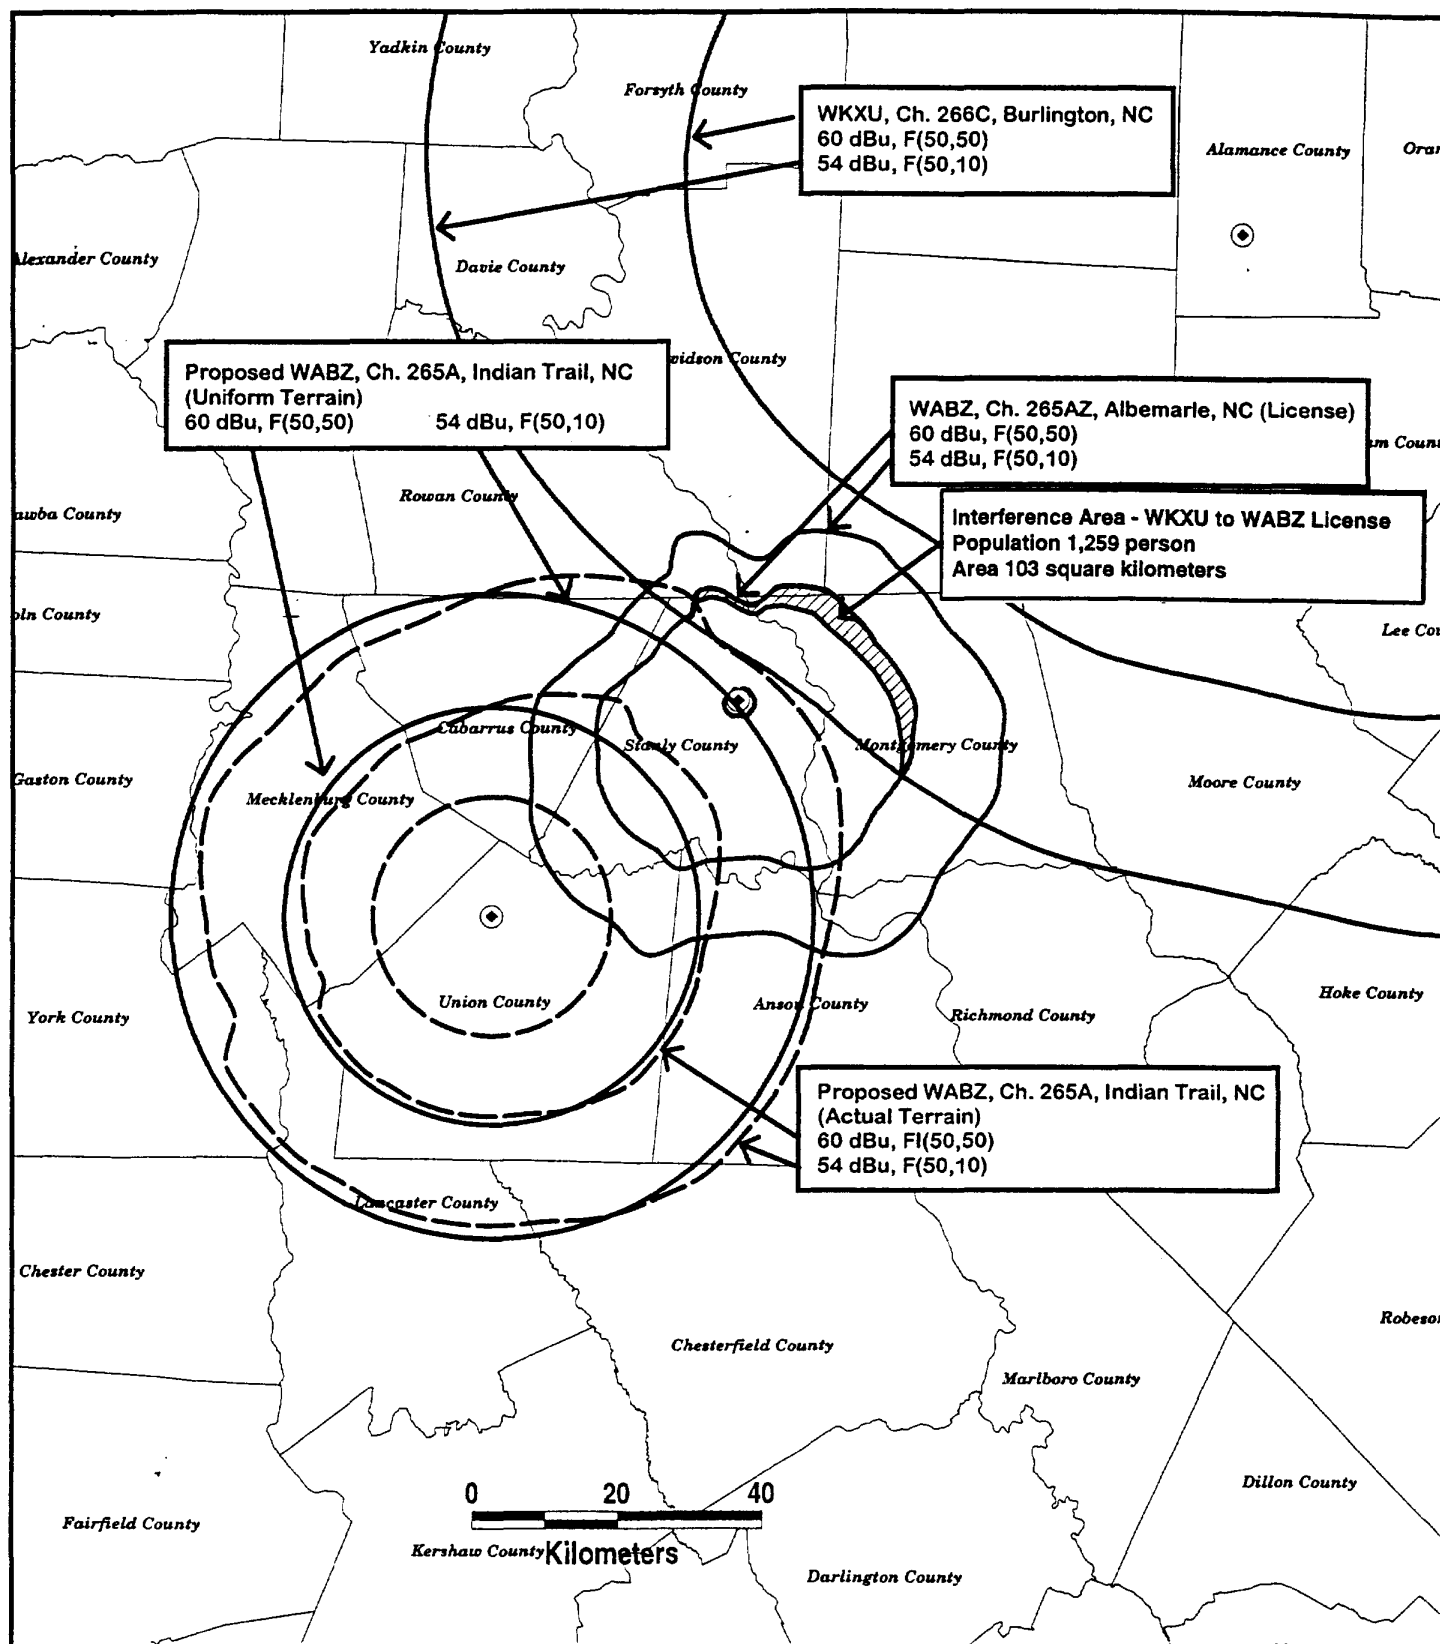 Yadkin County
Forsyth County
WKXU, Ch. 266C, Burlington, NC
60 dBu, F(50,50)
54 dBu, F(50,10)
Alamance County
Alexander County
Davie County
Proposed WABZ, Ch. 265A, Indian Trail, NC
(Uniform Terrain)
60 dBu, F(50,50) 54 dBu, F(50,10)
vidson County
WABZ, Ch. 265AZ, Albemarle, NC (License)
60 dBu, F(50,50)
54 dBu, F(50,10)
Rowan County
awba County
Interference Area - WKXU to WABZ License
Population 1,259 person
Area 103 square kilometers
oln County
Lee Cou
Cabarrus County
Stanly County
Montgomery County
Gaston County
Mecklenburg County
Moore County
Union County
Anson County
Richmond County
Hoke County
York County
Proposed WABZ, Ch. 265A, Indian Trail, NC
(Actual Terrain)
60 dBu, FI(50,50)
54 dBu, F(50,10)
Lancaster County
Chester County
Chesterfield County
Robeson
Marlboro County
0 20 40
Kilometers
Dillon County
Fairfield County
Kershaw County
Darlington County